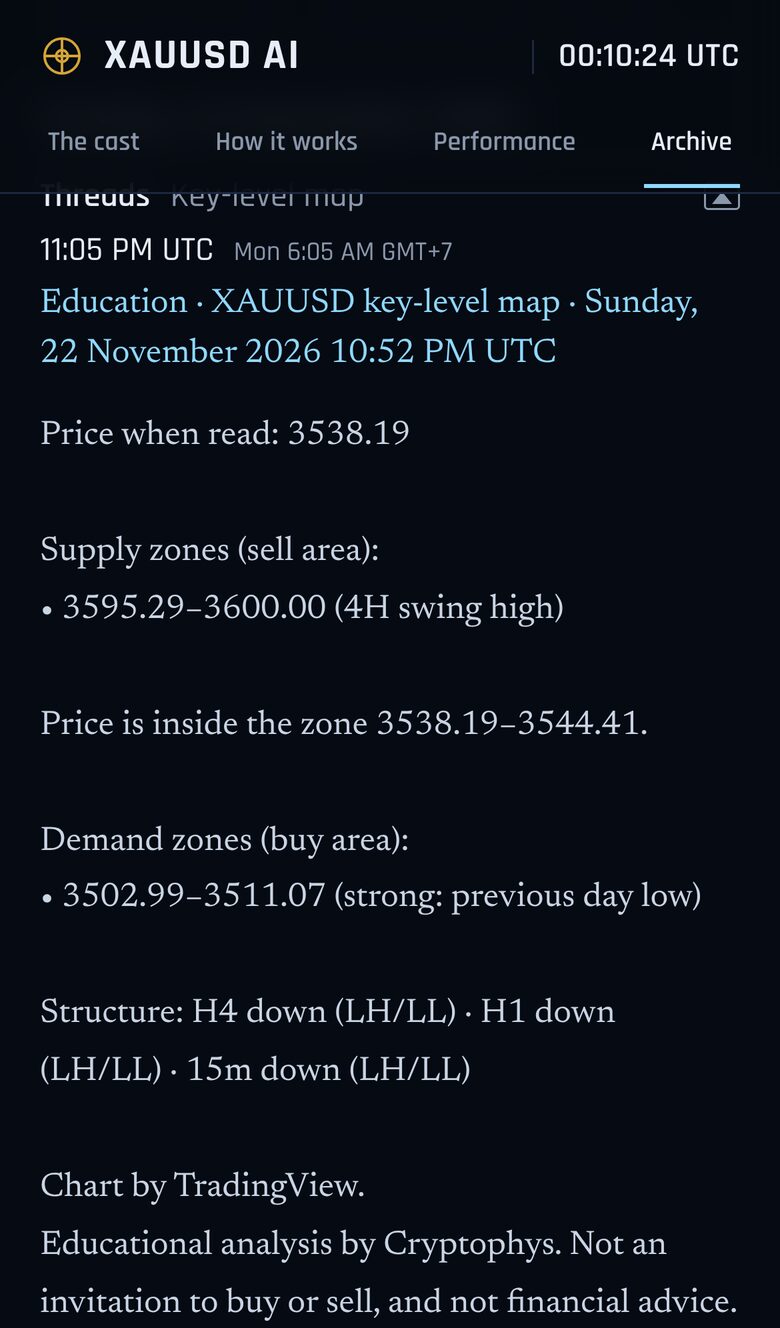 XAUUSD AI
00:10:24 UTC
The cast
How it works
Performance
Archive
Threads Key-level map
11:05 PM UTC Mon 6:05 AM GMT+7
Education · XAUUSD key-level map · Sunday,
22 November 2026 10:52 PM UTC
Price when read: 3538.19
Supply zones (sell area):
• 3595.29–3600.00 (4H swing high)
Price is inside the zone 3538.19–3544.41.
Demand zones (buy area):
• 3502.99–3511.07 (strong: previous day low)
Structure: H4 down (LH/LL) · H1 down
(LH/LL) · 15m down (LH/LL)
Chart by TradingView.
Educational analysis by Cryptophys. Not an
invitation to buy or sell, and not financial advice.